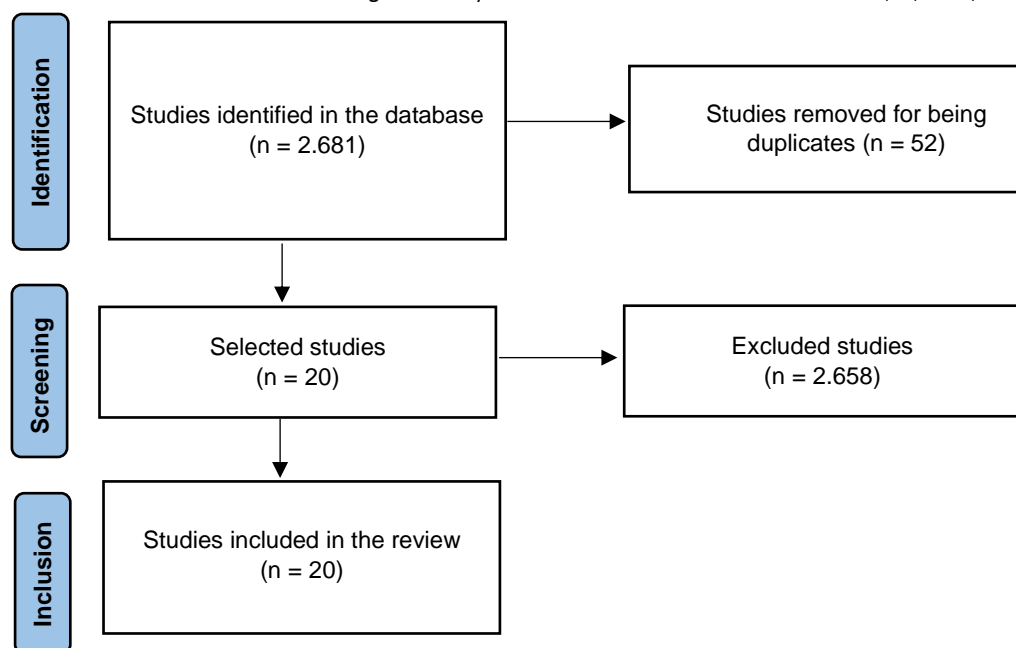 Identification
Studies identified in the database
(n = 2.681)
Studies removed for being
duplicates (n = 52)
Screening
Selected studies
(n = 20)
Excluded studies
(n = 2.658)
Inclusion
Studies included in the review
(n = 20)